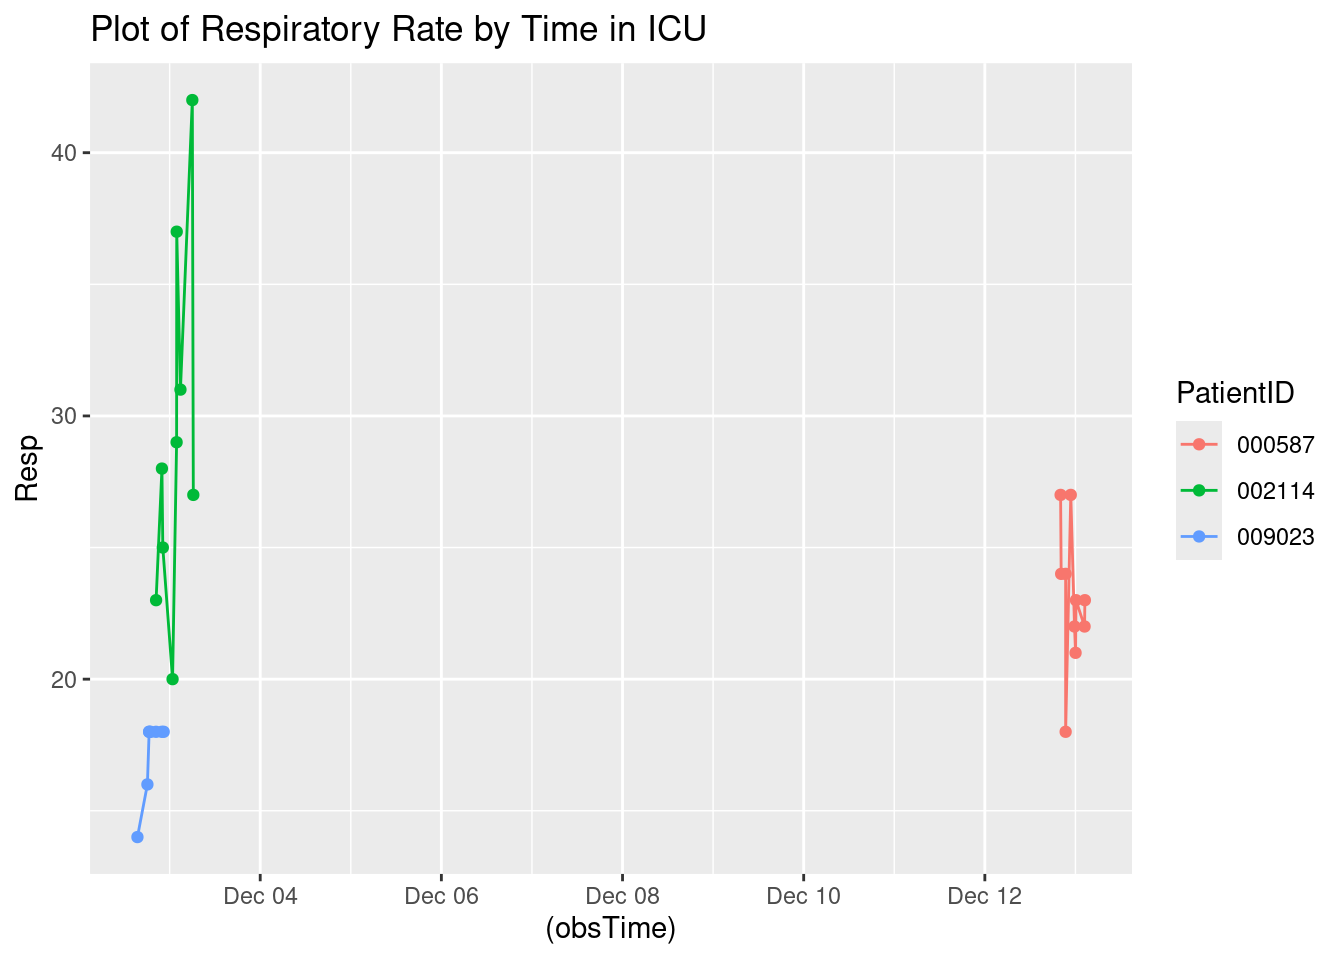 Plot of Respiratory Rate by Time in ICU
Resp
40
30
20
Dec 04
Dec 06
Dec 08
Dec 10
Dec 12
(obsTime)
PatientID
000587
002114
009023